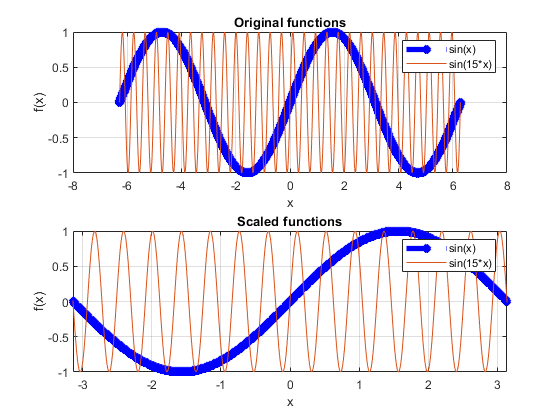 Original functions
sin(x)
sin(15*x)
f(x)
1
0.5
0
-0.5
-1
-8 -6 -4 -2 0 2 4 6 8
x
Scaled functions
sin(x)
sin(15*x)
f(x)
1
0.5
0
-0.5
-1
-3 -2 -1 0 1 2 3
x